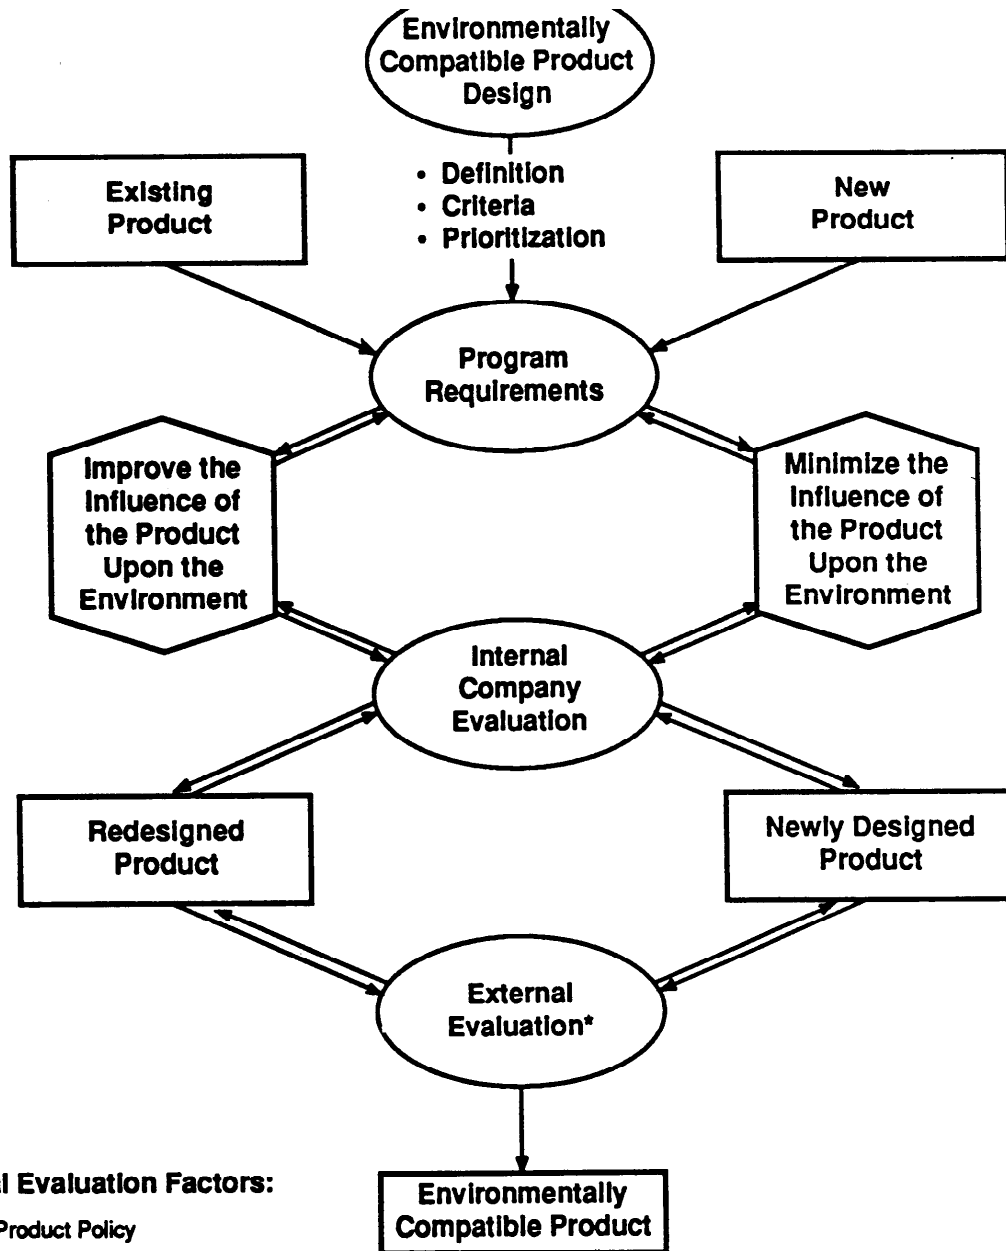 Environmentally
Compatible Product
Design
• Definition
• Criteria
• Prioritization
Existing
Product
New
Product
Program
Requirements
Improve the
Influence of
the Product
Upon the
Environment
Minimize the
Influence of
the Product
Upon the
Environment
Internal
Company
Evaluation
Redesigned
Product
Newly Designed
Product
External
Evaluation*
Evaluation Factors:
Product Policy
Environmentally
Compatible Product